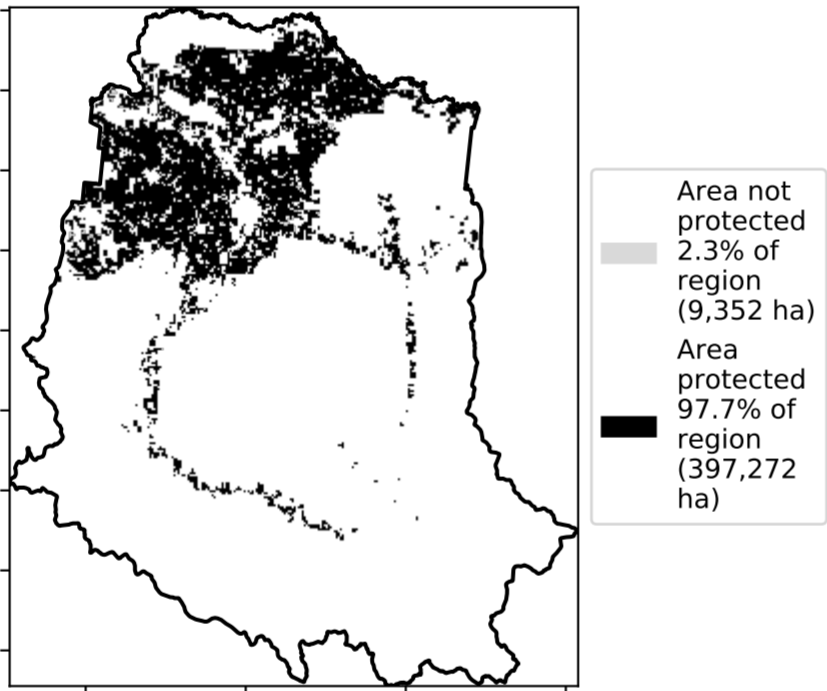 Area not
protected
2.3% of
region
(9,352 ha)
Area
protected
97.7% of
region
(397,272
ha)